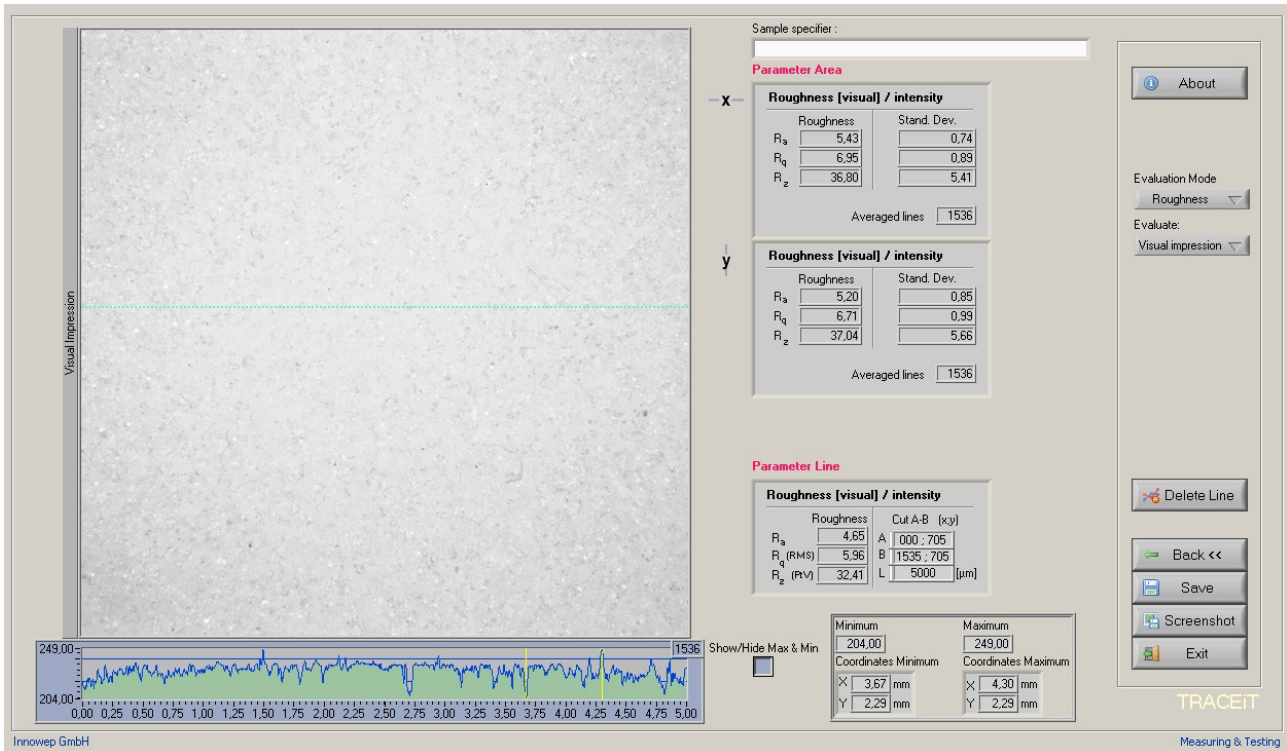 Sample specifier :
Parameter Area
x
Roughness [visual] / intensity
Roughness Stand. Dev.
Ra 5,43 0,74
Rq 6,95 0,89
Rz 36,80 5,41
Averaged lines 1536
y
Roughness [visual] / intensity
Roughness Stand. Dev.
Ra 5,20 0,85
Rq 6,71 0,99
Rz 37,04 5,66
Averaged lines 1536
Visual Impression
Parameter Line
Roughness [visual] / intensity
Roughness Cut A-B (x;y)
Ra 4,65 A 000 ; 705
Rq (RMS) 5,96 B 1535 ; 705
Rz (PtV) 32,41 L 5000 [µm]
249,00
204,00
1536
0,00 0,25 0,50 0,75 1,00 1,25 1,50 1,75 2,00 2,25 2,50 2,75 3,00 3,25 3,50 3,75 4,00 4,25 4,50 4,75 5,00
Show/Hide Max & Min
Minimum Maximum
204,00 249,00
Coordinates Minimum Coordinates Maximum
X 3,67 mm X 4,30 mm
Y 2,29 mm Y 2,29 mm
About
Evaluation Mode
Roughness
Evaluate:
Visual impression
Delete Line
Back <<
Save
Screenshot
Exit
TRACEiT
Innowep GmbH
Measuring & Testing